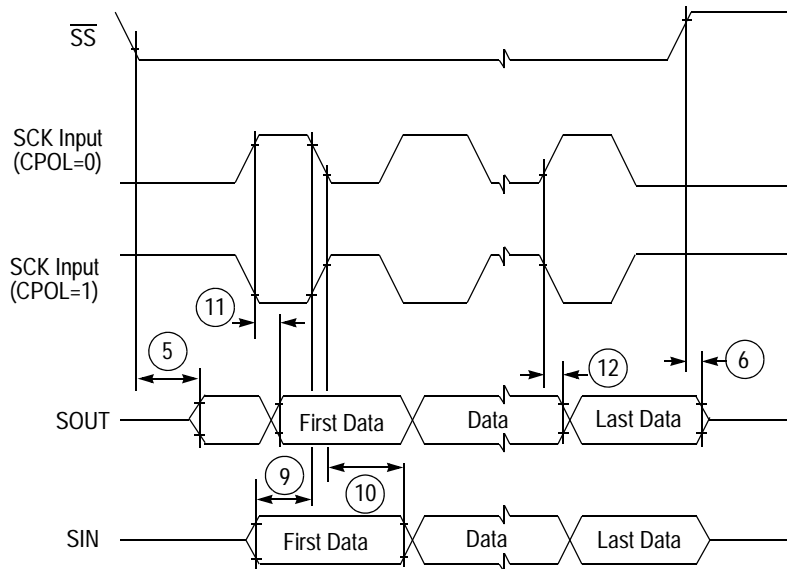 SS
SCK Input
(CPOL=0)
SCK Input
(CPOL=1)
11
5
12
6
SOUT
First Data
Data
Last Data
9
10
SIN
First Data
Data
Last Data